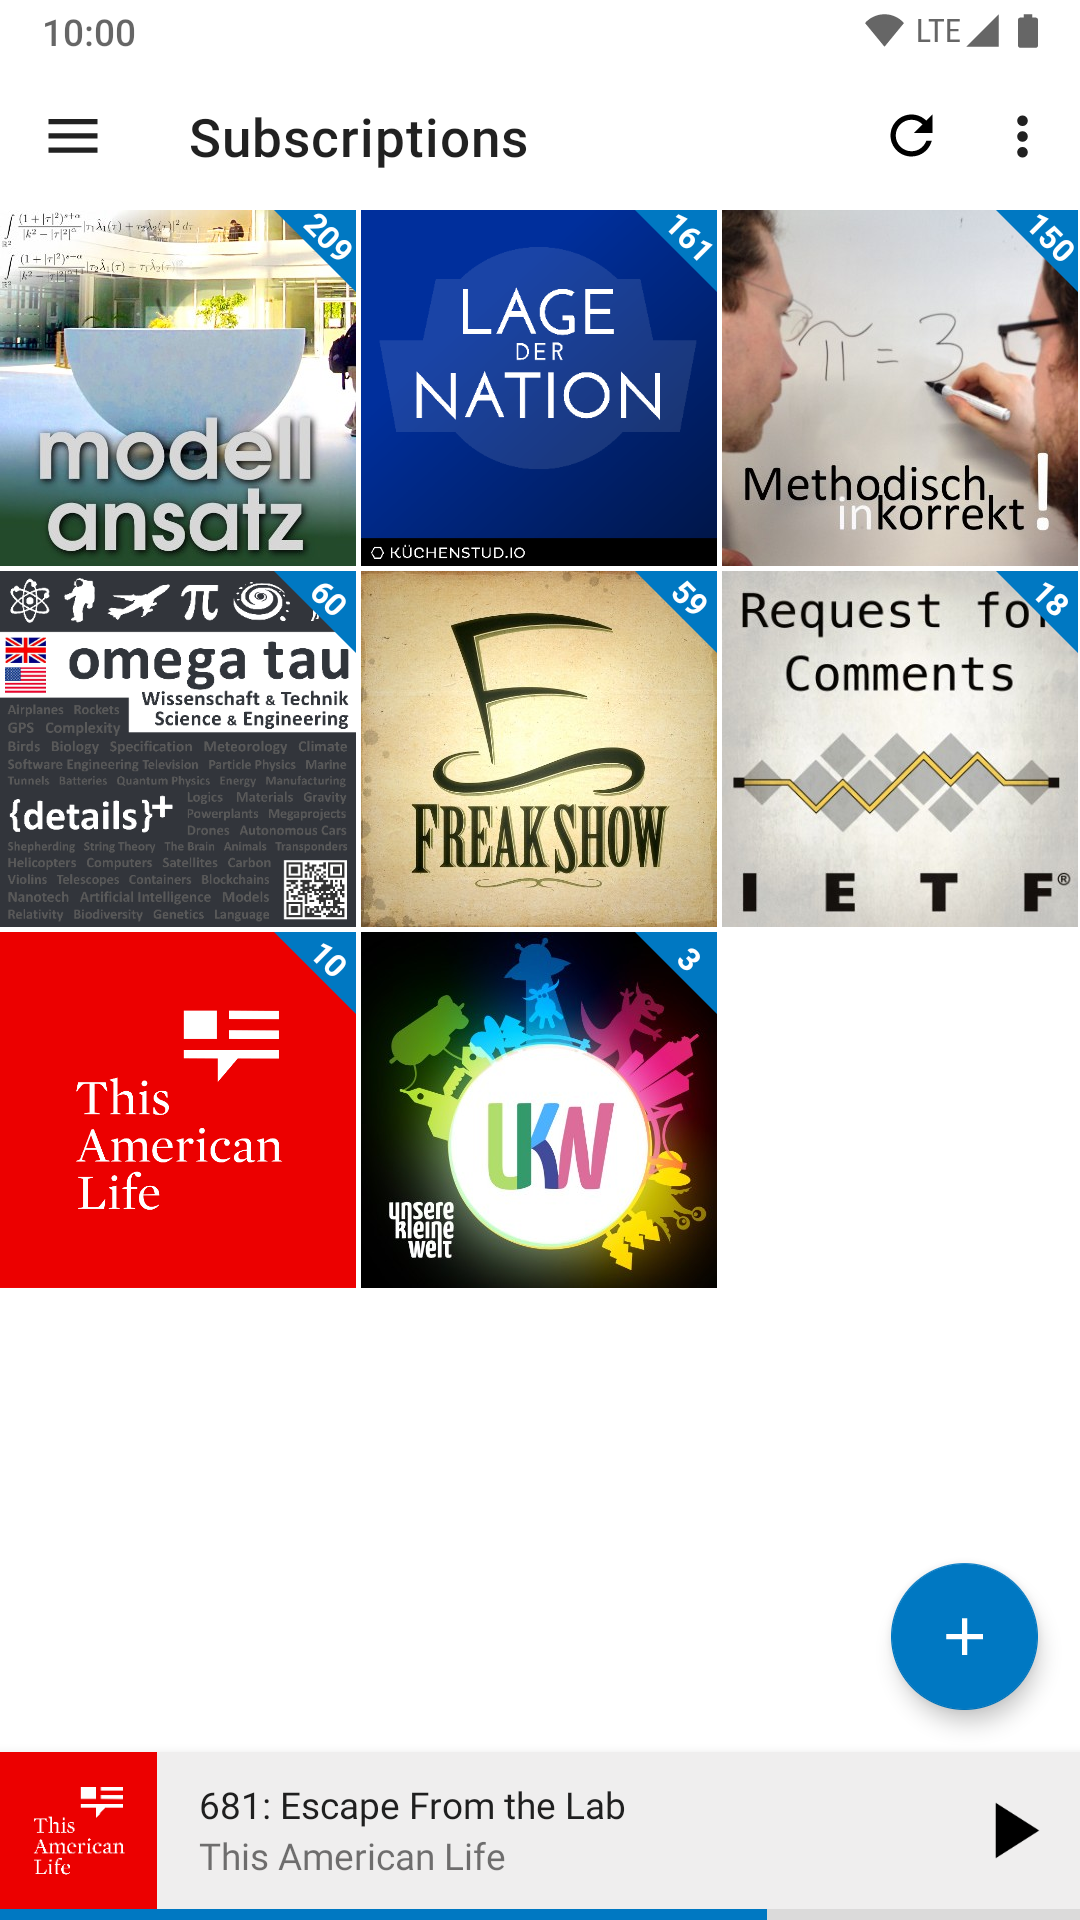 10:00
LTE
Subscriptions
209
modell
ansatz
161
LAGE
DER
NATION
KÜCHENSTUD.IO
150
π = 3
Methodisch
inkorrekt!
60
omega tau
Wissenschaft & Technik
Science & Engineering
Airplanes Rockets
GPS Complexity
Birds Biology Specification Meteorology Climate
Software Engineering Television Particle Physics Marine
Tunnels Batteries Quantum Physics Energy Manufacturing
Logics Materials Gravity
{details}+
Powerplants Megaprojects
Drones Autonomous Cars
Shepherding String Theory The Brain Animals Transponders
Helicopters Computers Satellites Carbon
Violins Telescopes Containers Blockchains
Nanotech Artificial Intelligence Models
Relativity Biodiversity Genetics Language
59
FREAK SHOW
18
Request for
Comments
I E T F®
10
This
American
Life
3
UKW
unsere
kleine
welt
681: Escape From the Lab
This American Life
This
American
Life